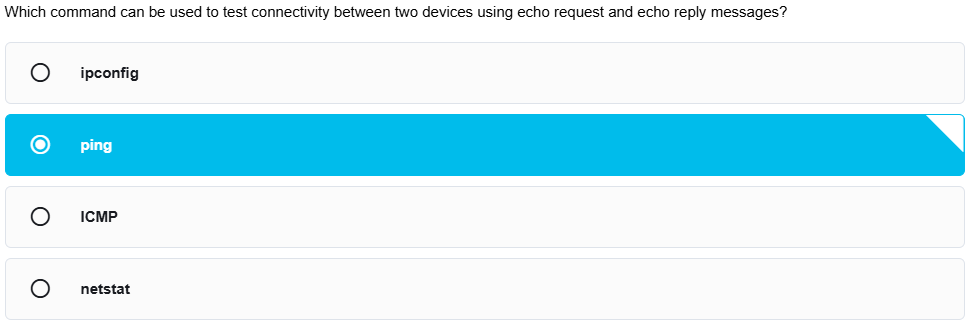 Which command can be used to test connectivity between two devices using echo request and echo reply messages?
ipconfig
ping
ICMP
netstat